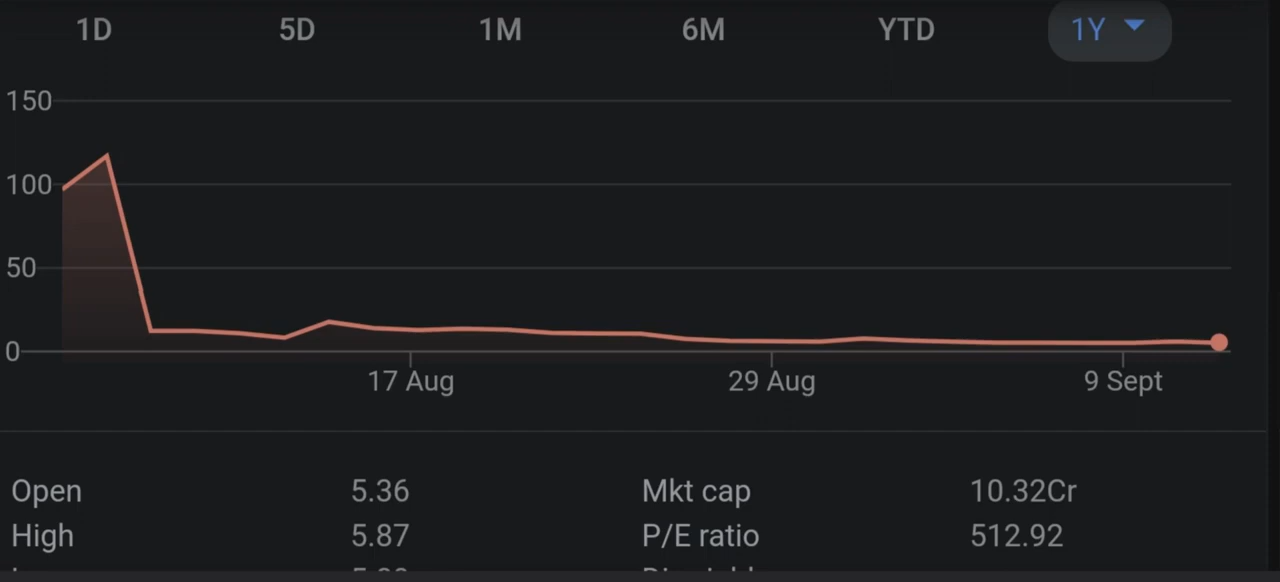 1D 5D 1M 6M YTD 1Y
150
100
50
0
17 Aug 29 Aug 9 Sept
Open 5.36 Mkt cap 10.32Cr
High 5.87 P/E ratio 512.92